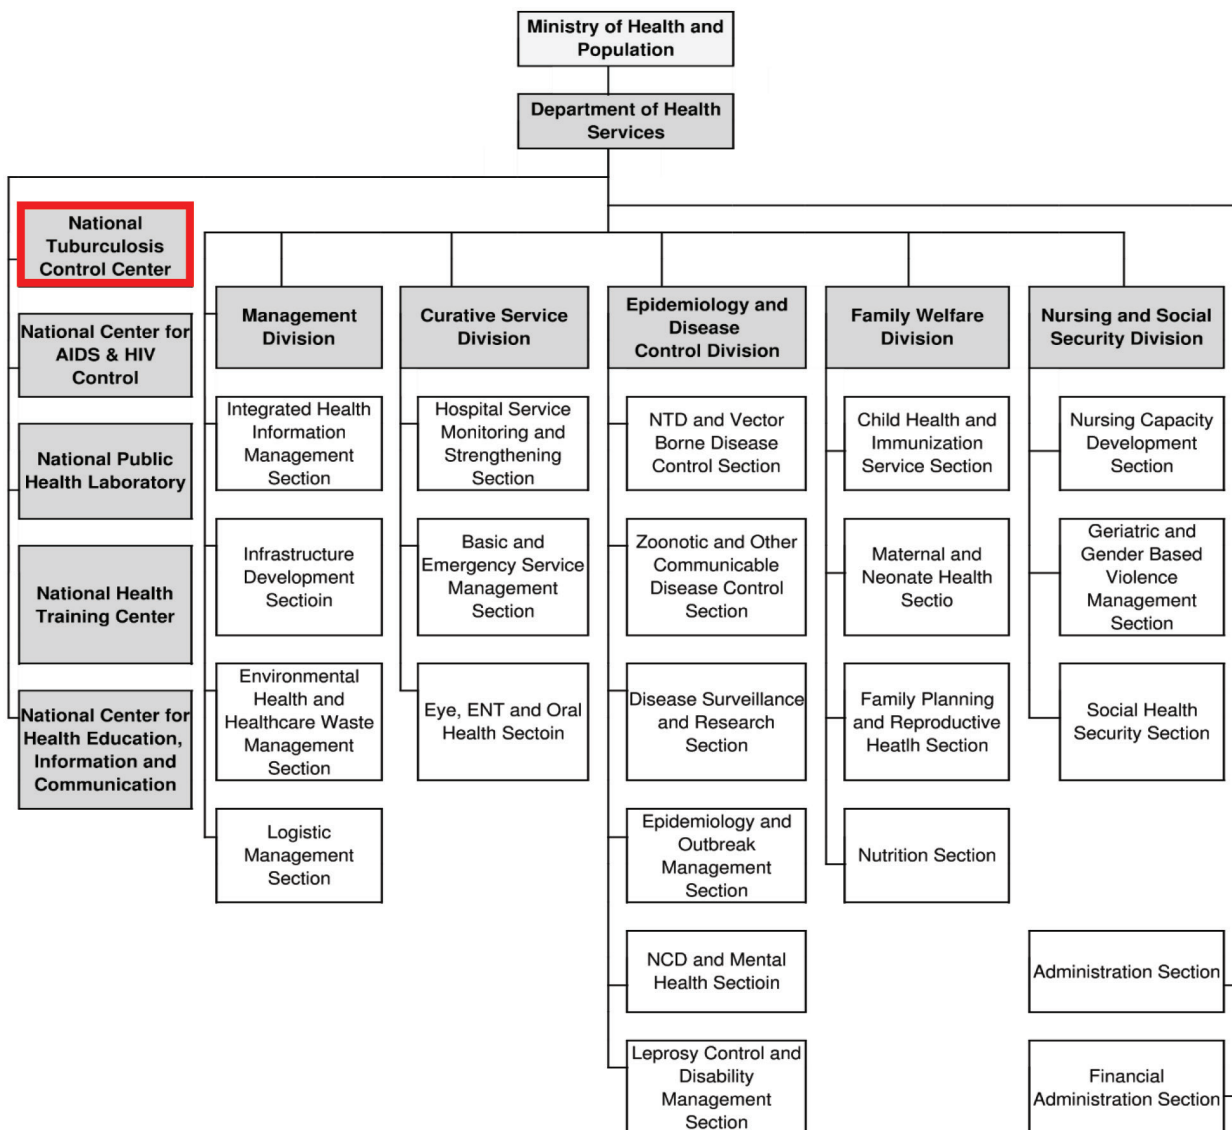 Ministry of Health and
Population
Department of Health
Services
National
Tuburculosis
Control Center
National Center for
AIDS & HIV
Control
National Public
Health Laboratory
National Health
Training Center
National Center for
Health Education,
Information and
Communication
Management
Division
Integrated Health
Information
Management
Section
Infrastructure
Development
Sectioin
Environmental
Health and
Healthcare Waste
Management
Section
Logistic
Management
Section
Curative Service
Division
Hospital Service
Monitoring and
Strengthening
Section
Basic and
Emergency Service
Management
Section
Eye, ENT and Oral
Health Sectoin
Epidemiology and
Disease
Control Division
NTD and Vector
Borne Disease
Control Section
Zoonotic and Other
Communicable
Disease Control
Section
Disease Surveillance
and Research
Section
Epidemiology and
Outbreak
Management
Section
NCD and Mental
Health Sectioin
Leprosy Control and
Disability
Management
Section
Family Welfare
Division
Child Health and
Immunization
Service Section
Maternal and
Neonate Health
Sectio
Family Planning
and Reproductive
Heatlh Section
Nutrition Section
Nursing and Social
Security Division
Nursing Capacity
Development
Section
Geriatric and
Gender Based
Violence
Management
Section
Social Health
Security Section
Administration Section
Financial
Administration Section